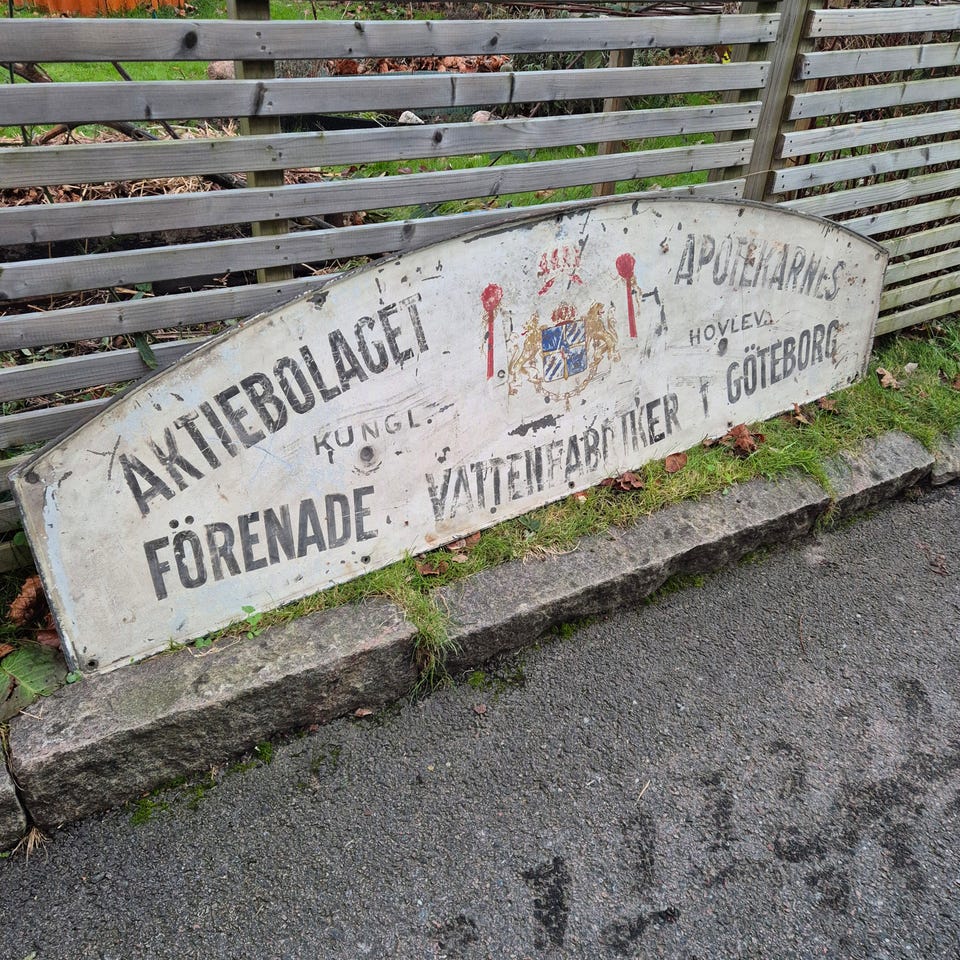 AKTIEBOLAGET APOTEKARNES
KUNGL. HOVLEV.
FÖRENADE VATTENFABRIKER I GÖTEBORG